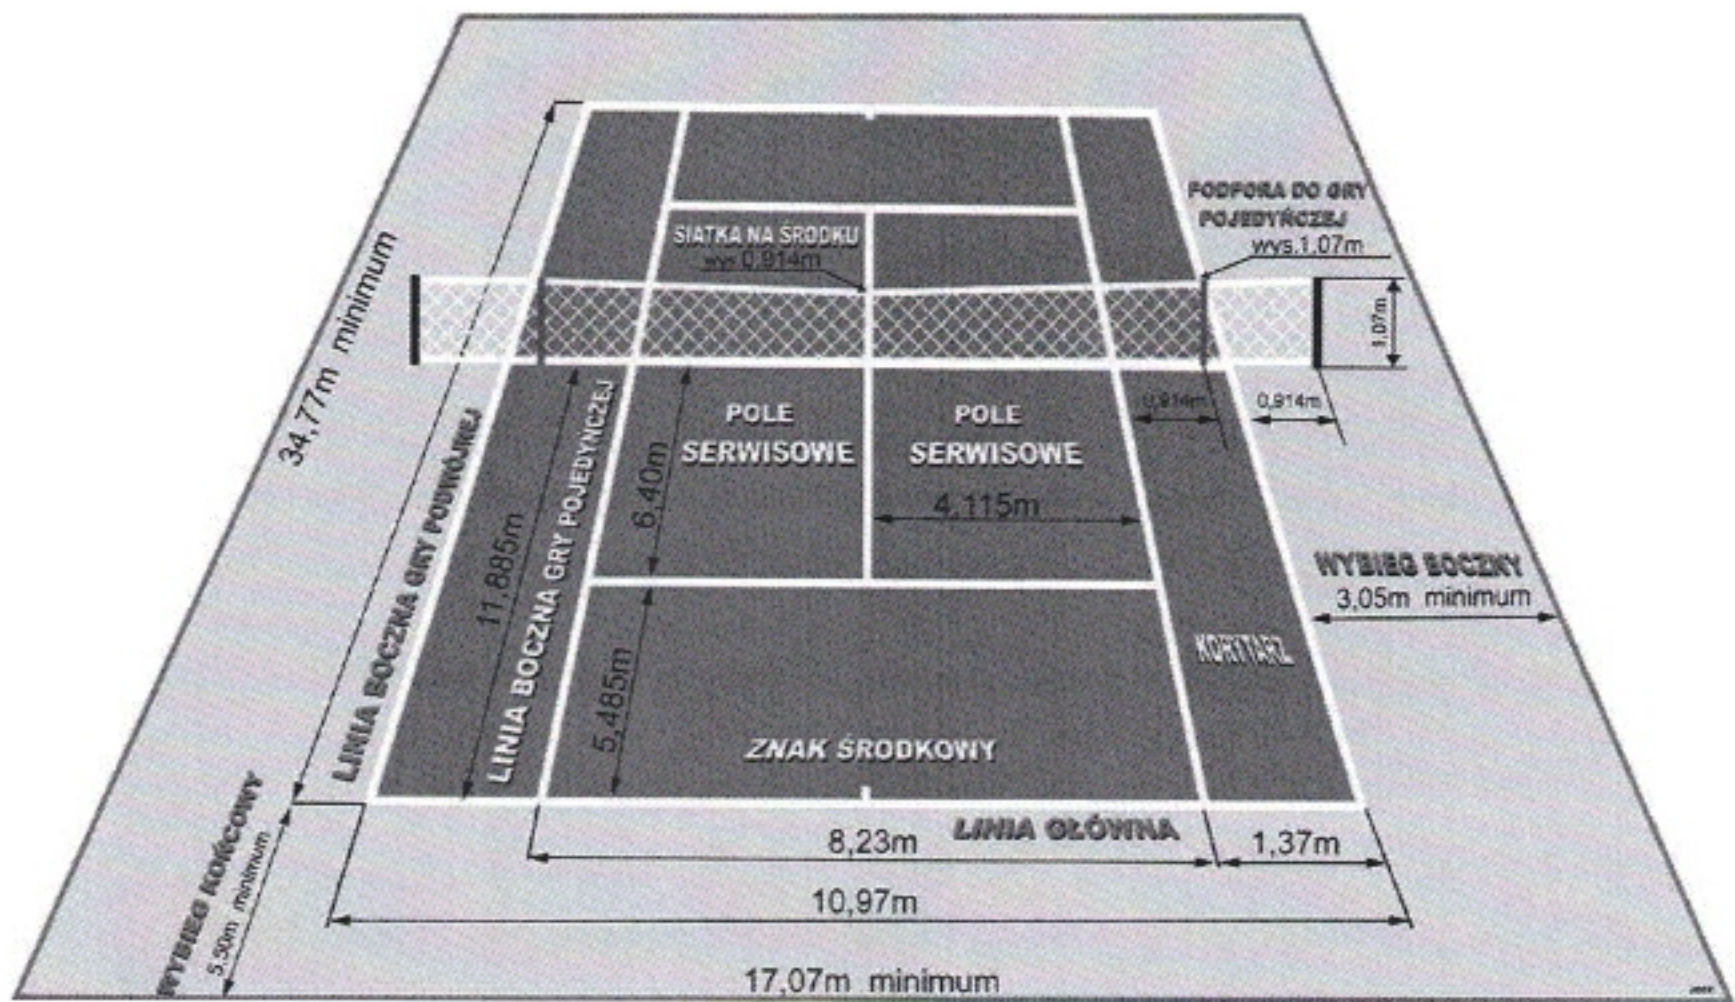 PODPORA DO GRY
POJEDYŃCZEJ
wys.1,07m
SIATKA NA ŚRODKU
wys 0,914m
34,77m minimum
1,07m
0,914m
0,914m
LINIA BOCZNA GRY PODWÓJNEJ
LINIA BOCZNA GRY POJEDYŃCZEJ
POLE
SERWISOWE
POLE
SERWISOWE
6,40m
4,115m
11,885m
WYBIEG BOCZNY
3,05m minimum
KORYTARZ
5,485m
ZNAK ŚRODKOWY
LINIA GŁÓWNA
8,23m
1,37m
10,97m
WYBIEG KOŃCOWY
5,50m minimum
17,07m minimum